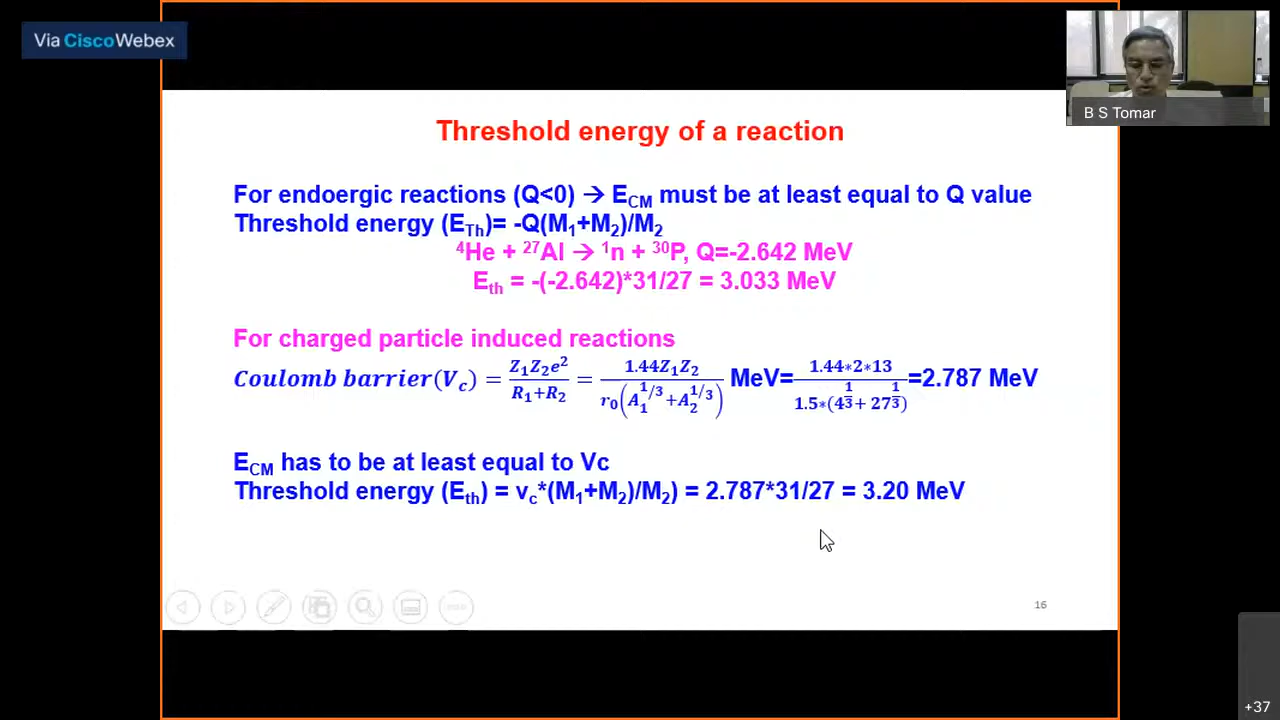 Via CiscoWebex
B S Tomar
Threshold energy of a reaction
For endoergic reactions (Q<0) → E_CM must be at least equal to Q value
Threshold energy (E_Th)= -Q(M₁+M₂)/M₂
⁴He + ²⁷Al → ¹n + ³⁰P, Q=-2.642 MeV
E_th = -(-2.642)*31/27 = 3.033 MeV
For charged particle induced reactions
Coulomb barrier(V_c) = Z₁Z₂e²/(R₁+R₂) = 1.44Z₁Z₂/(r₀(A₁^1/3+A₂^1/3)) MeV= 1.44*2*13/(1.5*(4^1/3+ 27^1/3)) =2.787 MeV
E_CM has to be at least equal to Vc
Threshold energy (E_th) = v_c*(M₁+M₂)/M₂) = 2.787*31/27 = 3.20 MeV
16
+37